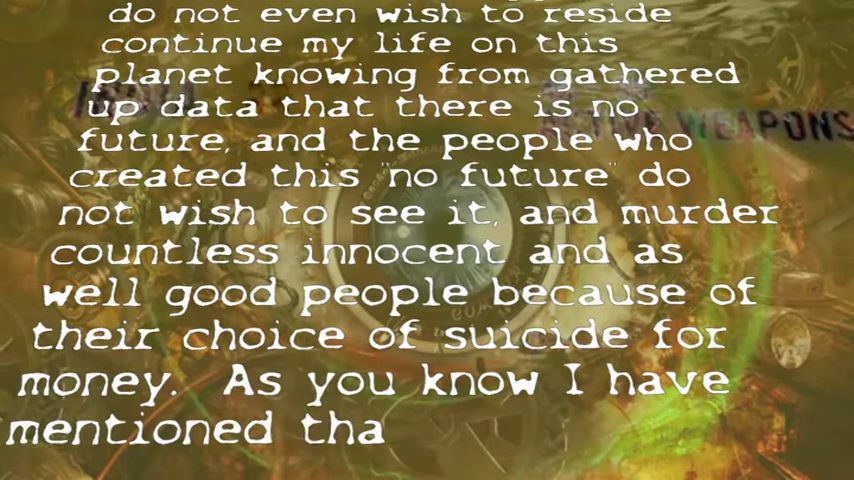 do not even wish to reside
continue my life on this
planet knowing from gathered
up data that there is no
future, and the people who
created this "no future" do
not wish to see it, and murder
countless innocent and as
well good people because of
their choice of suicide for
money. As you know I have
mentioned tha
WEAPONS